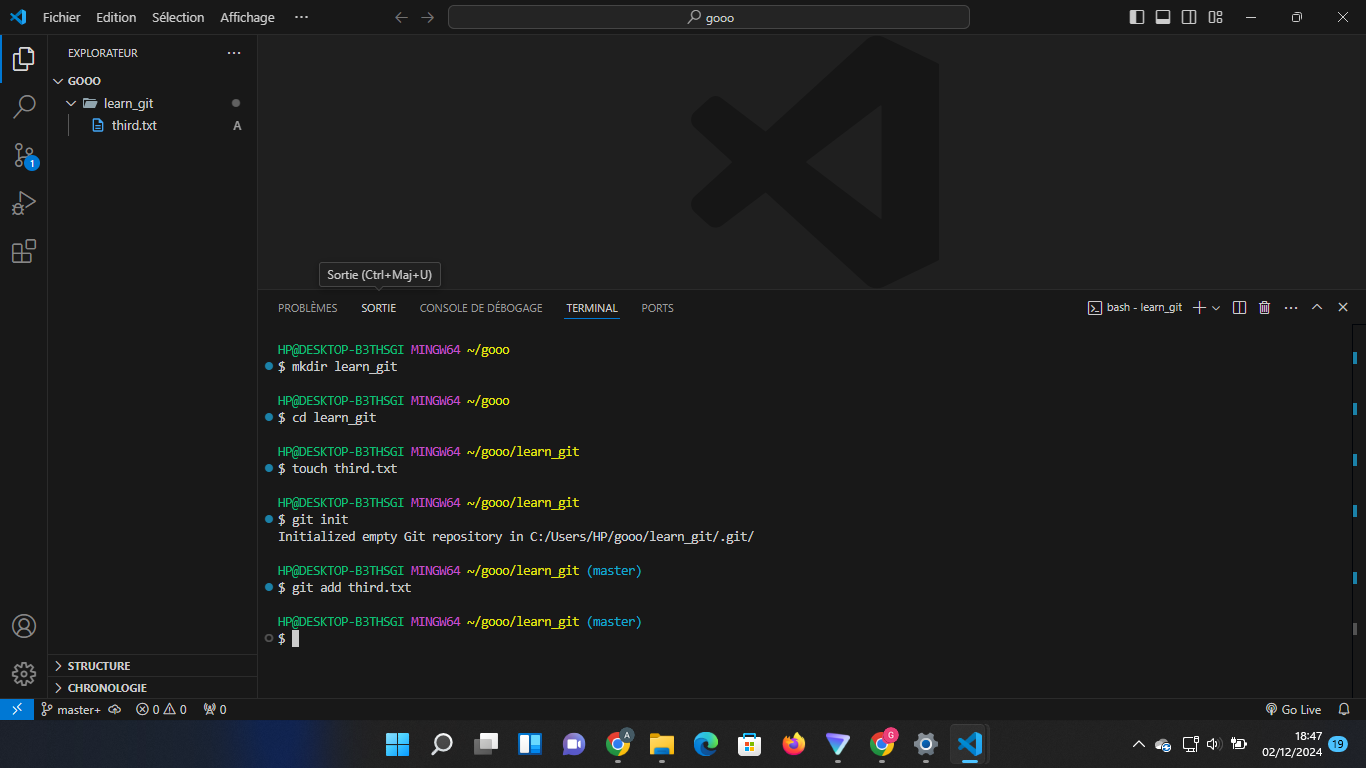 Fichier Edition Sélection Affichage ··· gooo
EXPLORATEUR ···
GOOO
learn_git
third.txt A
1
Sortie (Ctrl+Maj+U)
PROBLÈMES SORTIE CONSOLE DE DÉBOGAGE TERMINAL PORTS bash - learn_git ···
HP@DESKTOP-B3THSGI MINGW64 ~/gooo
$ mkdir learn_git
HP@DESKTOP-B3THSGI MINGW64 ~/gooo
$ cd learn_git
HP@DESKTOP-B3THSGI MINGW64 ~/gooo/learn_git
$ touch third.txt
HP@DESKTOP-B3THSGI MINGW64 ~/gooo/learn_git
$ git init
Initialized empty Git repository in C:/Users/HP/gooo/learn_git/.git/
HP@DESKTOP-B3THSGI MINGW64 ~/gooo/learn_git (master)
$ git add third.txt
HP@DESKTOP-B3THSGI MINGW64 ~/gooo/learn_git (master)
$
STRUCTURE
CHRONOLOGIE
master+ 0 0 0 Go Live
A G
18:47
02/12/2024 19